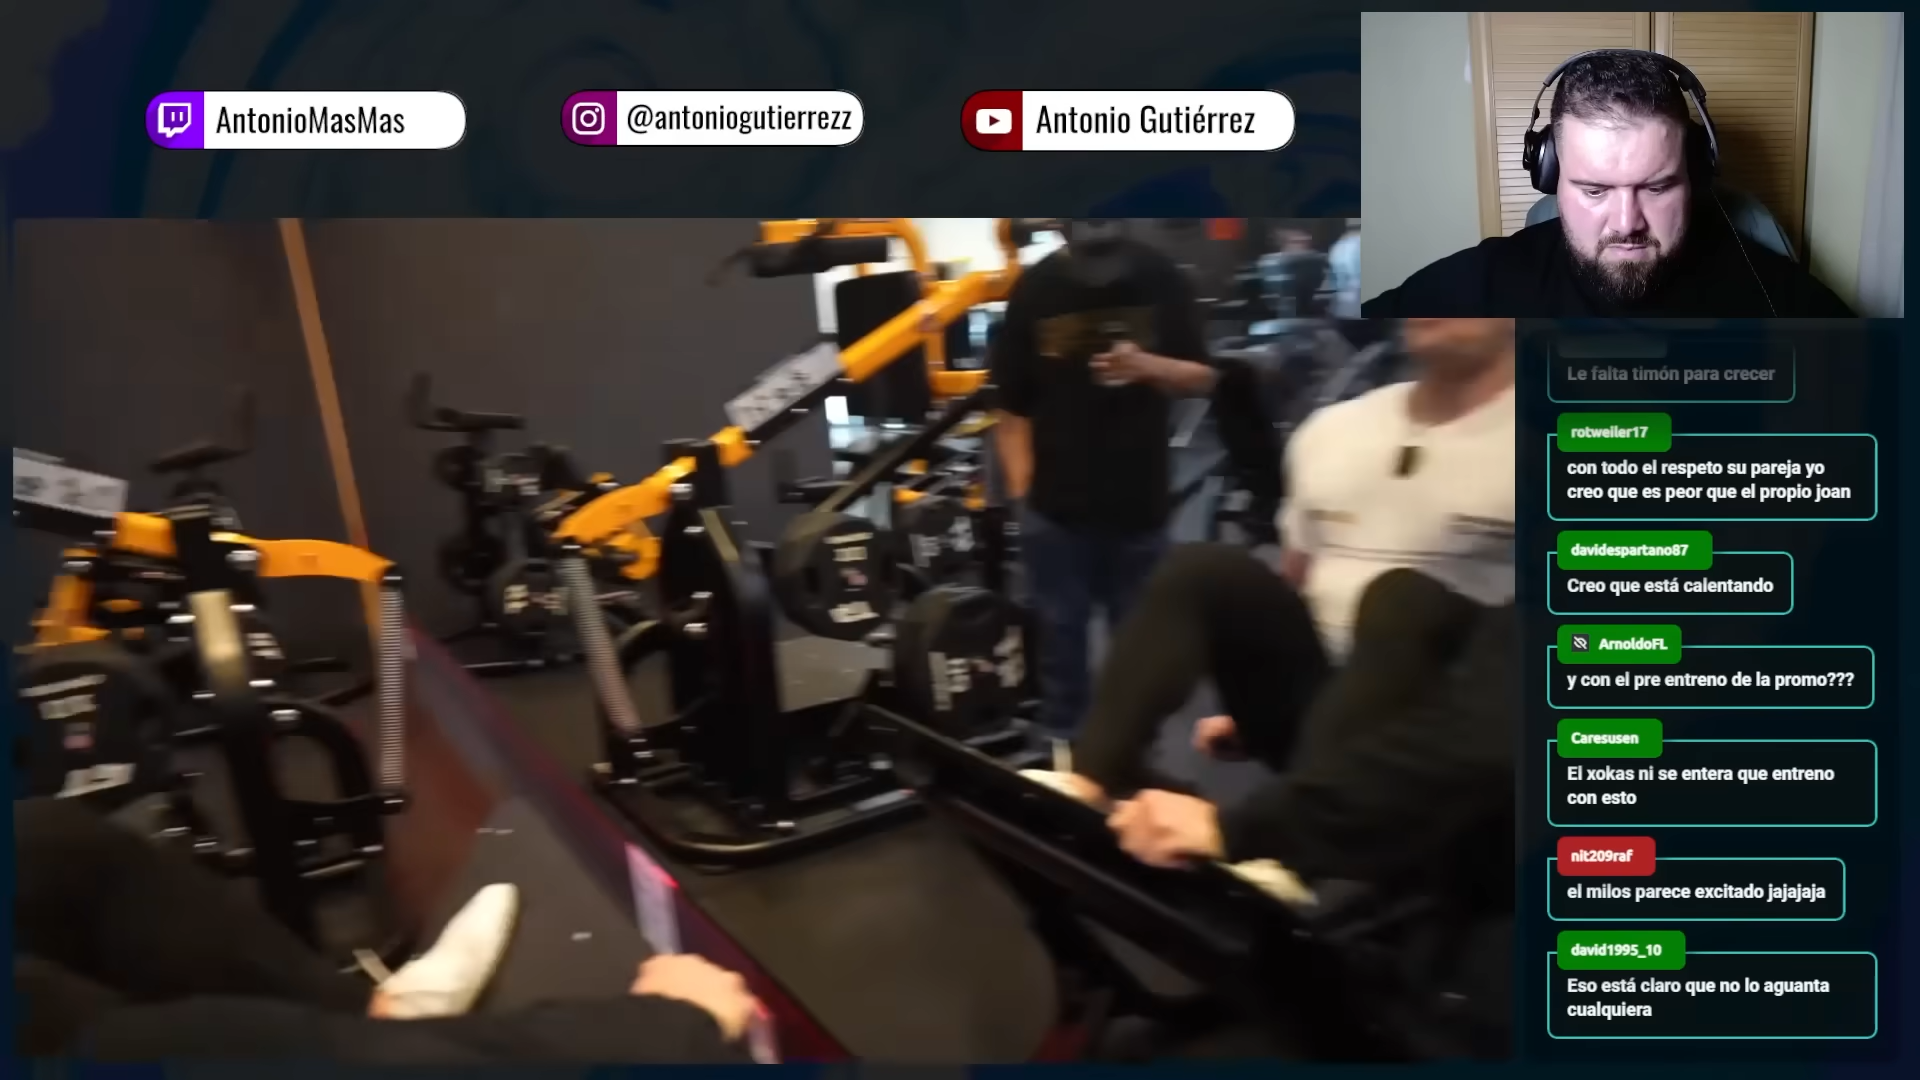 AntonioMasMas
@antoniogutierrezz
Antonio Gutiérrez
Le falta timón para crecer
rotweiler17
con todo el respeto su pareja yo
creo que es peor que el propio joan
davidespartano87
Creo que está calentando
ArnoldoFL
y con el pre entreno de la promo???
Caresusen
El xokas ni se entera que entreno
con esto
nit209raf
el milos parece excitado jajajaja
david1995_10
Eso está claro que no lo aguanta
cualquiera